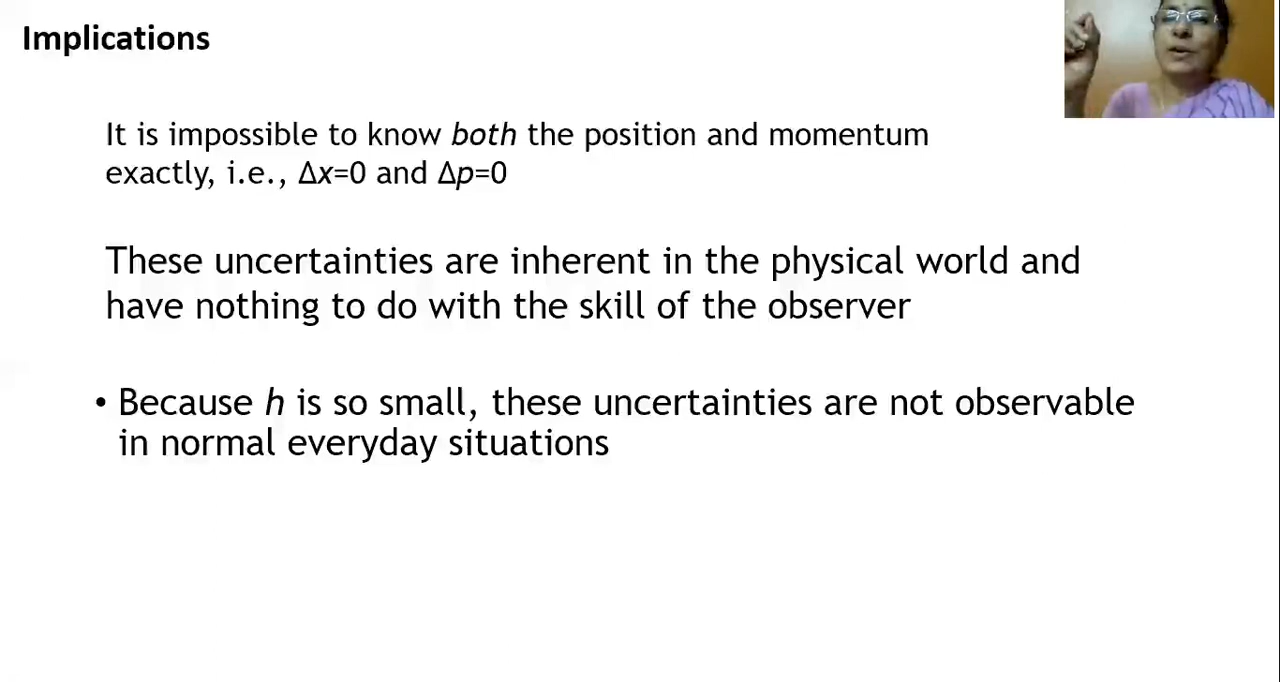 Implications
It is impossible to know both the position and momentum
exactly, i.e., Δx=0 and Δp=0
These uncertainties are inherent in the physical world and
have nothing to do with the skill of the observer
• Because h is so small, these uncertainties are not observable
in normal everyday situations